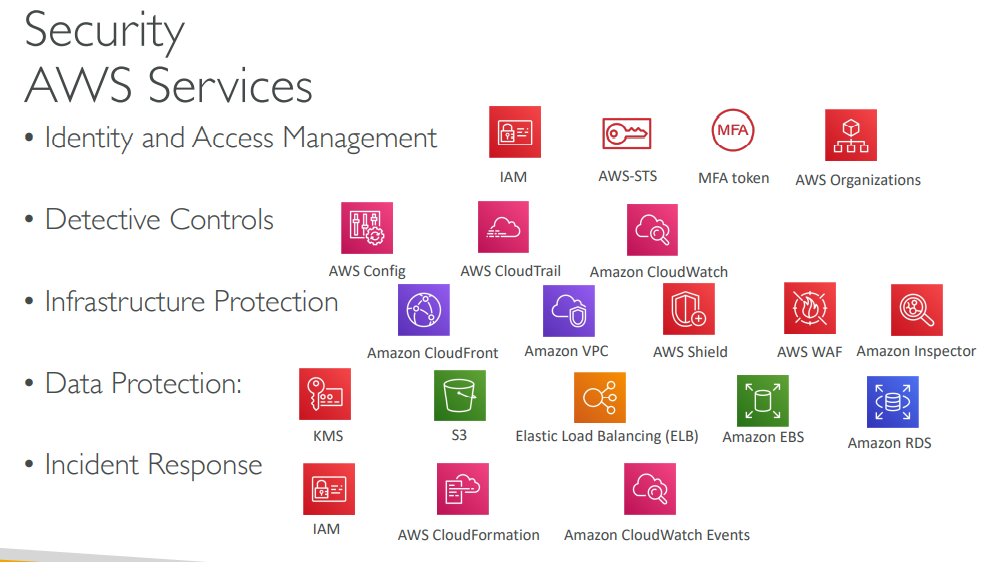 Security
AWS Services
• Identity and Access Management
MFA
IAM
AWS-STS
MFA token
AWS Organizations
• Detective Controls
AWS Config
AWS CloudTrail
Amazon CloudWatch
• Infrastructure Protection
Amazon CloudFront
Amazon VPC
AWS Shield
AWS WAF
Amazon Inspector
• Data Protection:
KMS
S3
Elastic Load Balancing (ELB)
Amazon EBS
Amazon RDS
• Incident Response
IAM
AWS CloudFormation
Amazon CloudWatch Events